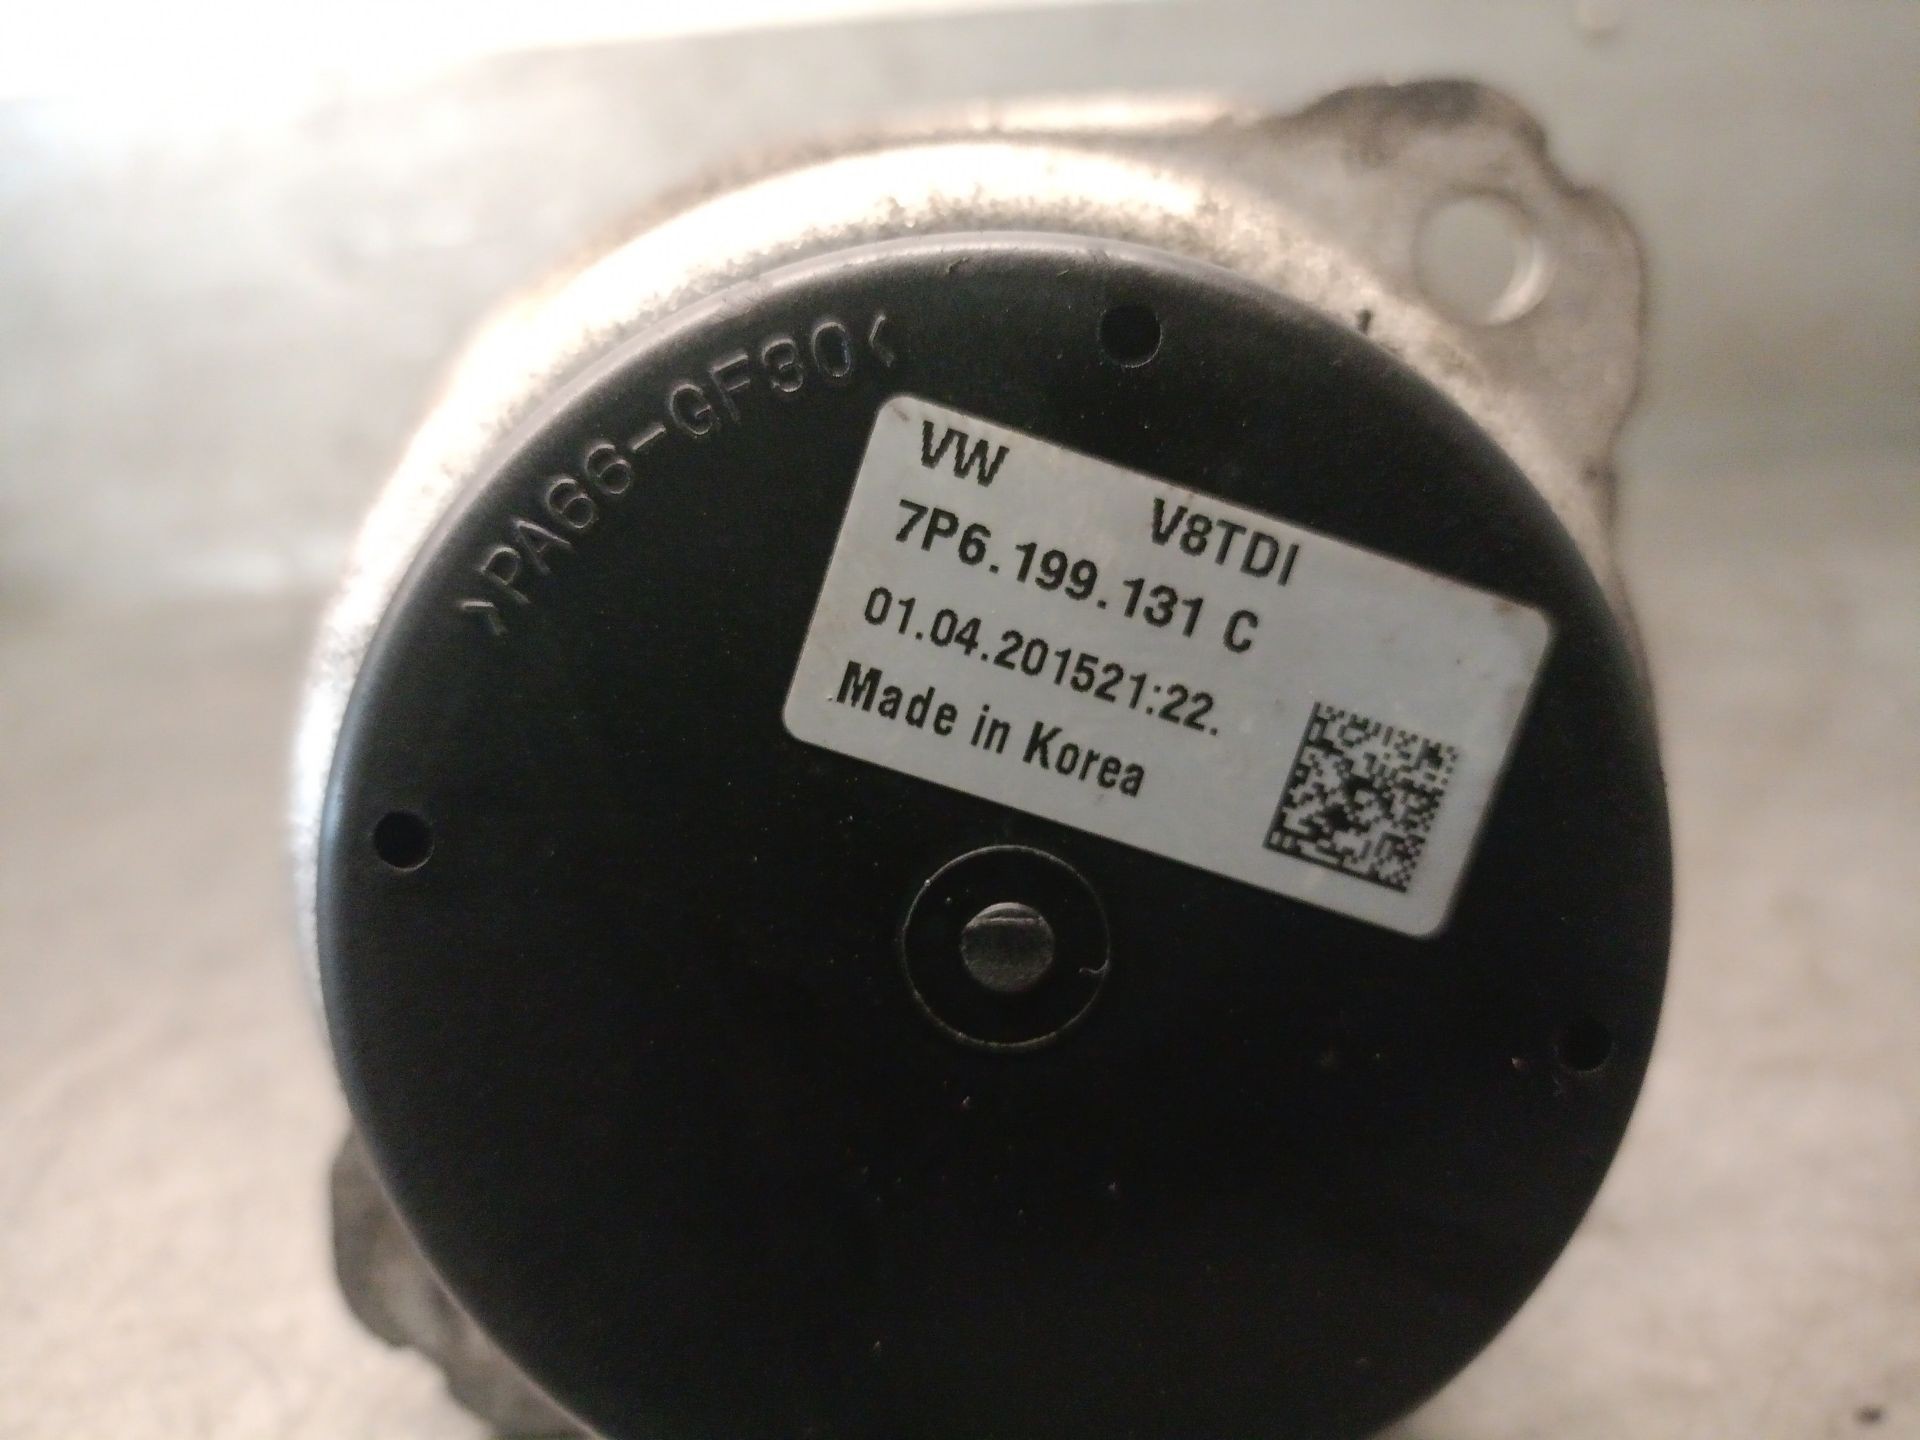 >PA66-GF30<
VW V8TDI
7P6.199.131 C
01.04.201521:22.
Made in Korea